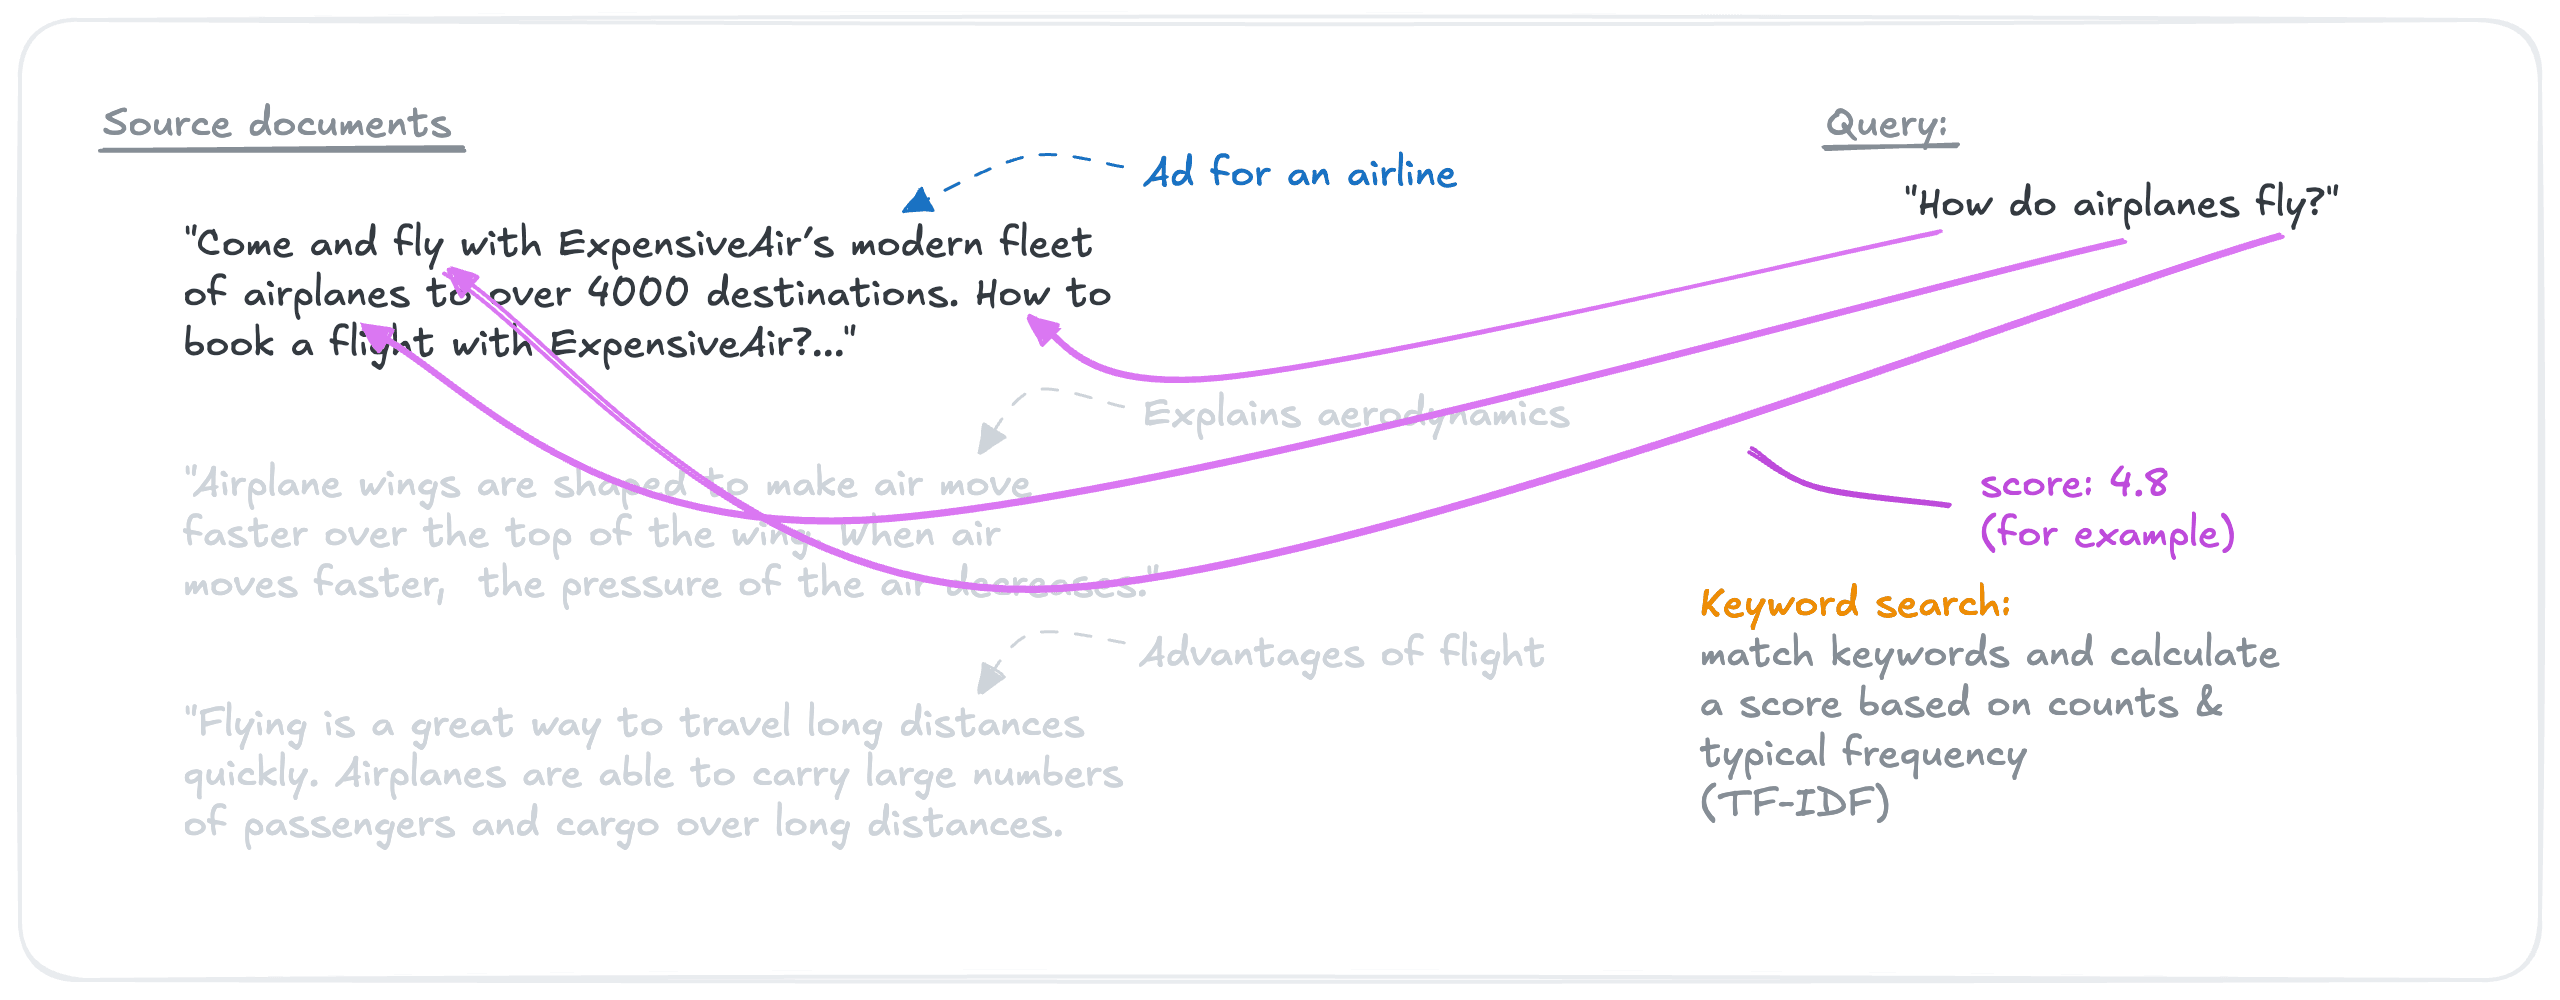 Source documents
Query:
Ad for an airline
"How do airplanes fly?"
"Come and fly with ExpensiveAir's modern fleet
of airplanes to over 4000 destinations. How to
book a flight with ExpensiveAir?..."
Explains aerodynamics
"Airplane wings are shaped to make air move
faster over the top of the wing. When air
moves faster, the pressure of the air decreases."
score: 4.8
(for example)
Keyword search:
match keywords and calculate
a score based on counts &
typical frequency
(TF-IDF)
Advantages of flight
"Flying is a great way to travel long distances
quickly. Airplanes are able to carry large numbers
of passengers and cargo over long distances.